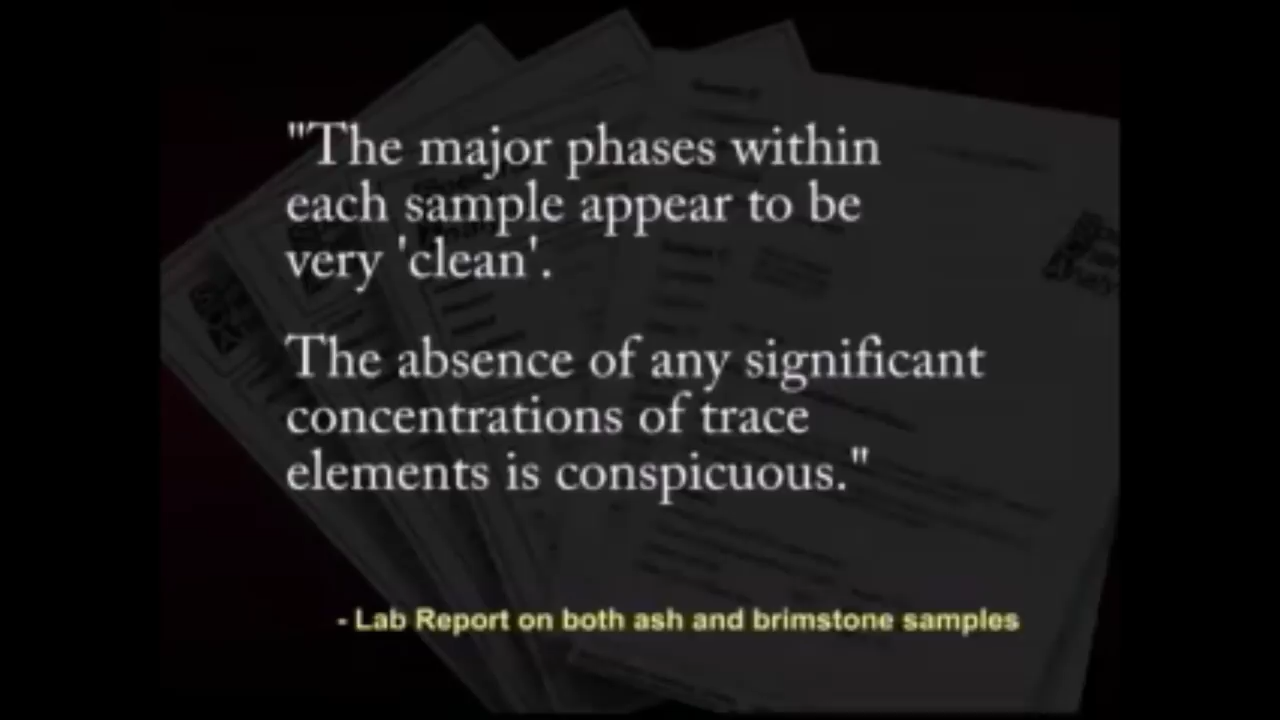 "The major phases within
each sample appear to be
very 'clean'.
The absence of any significant
concentrations of trace
elements is conspicuous."
- Lab Report on both ash and brimstone samples